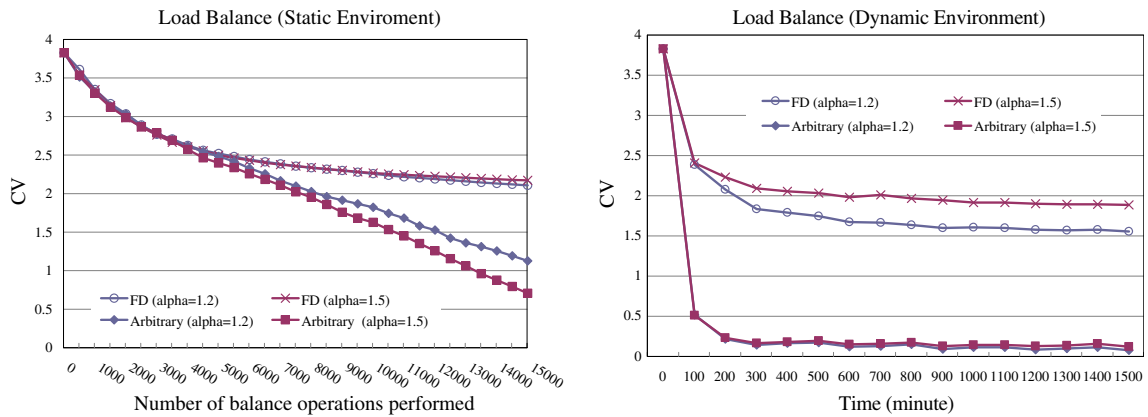 Load Balance (Static Enviroment)
4
3.5
3
2.5
2
1.5
1
0.5
0
CV
FD (alpha=1.2)
FD (alpha=1.5)
Arbitrary (alpha=1.2)
Arbitrary (alpha=1.5)
0
1000
2000
3000
4000
5000
6000
7000
8000
9000
10000
11000
12000
13000
14000
15000
Number of balance operations performed
Load Balance (Dynamic Environment)
4
3.5
3
2.5
2
1.5
1
0.5
0
CV
FD (alpha=1.2)
FD (alpha=1.5)
Arbitrary (alpha=1.2)
Arbitrary (alpha=1.5)
0 100 200 300 400 500 600 700 800 900 1000 1100 1200 1300 1400 1500
Time (minute)